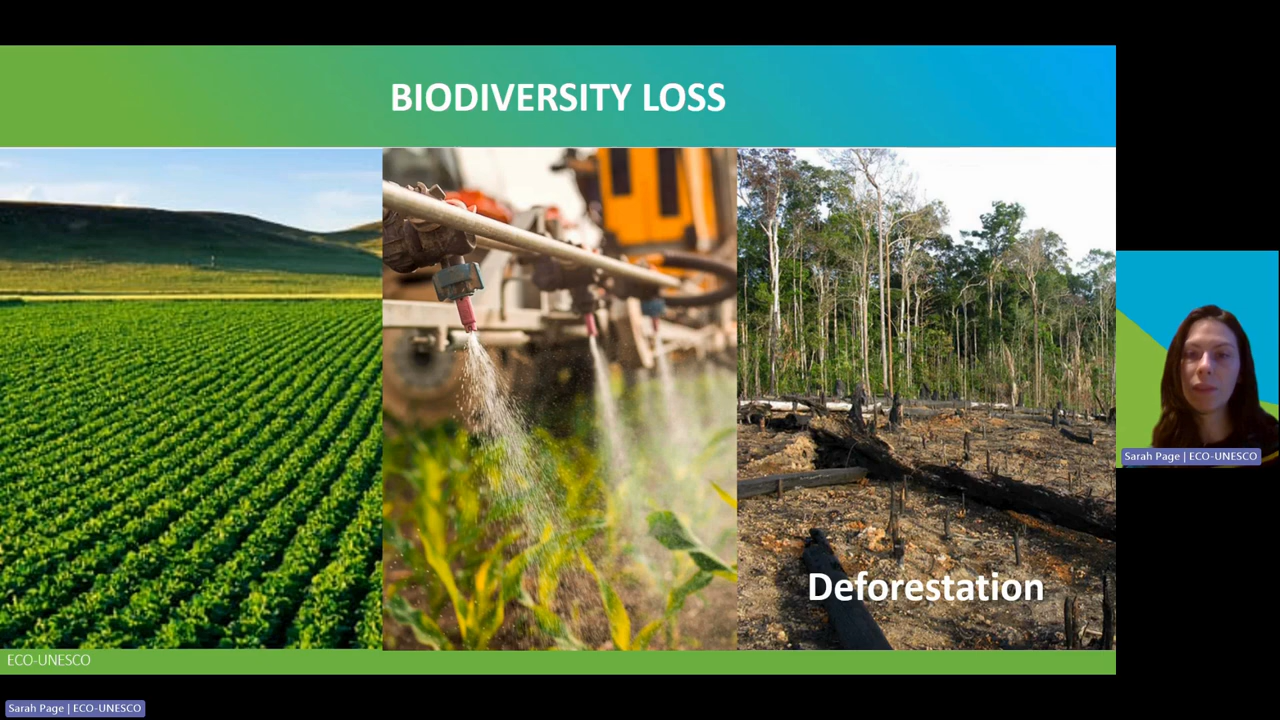 BIODIVERSITY LOSS
Deforestation
Sarah Page | ECO-UNESCO
ECO-UNESCO
Sarah Page | ECO-UNESCO